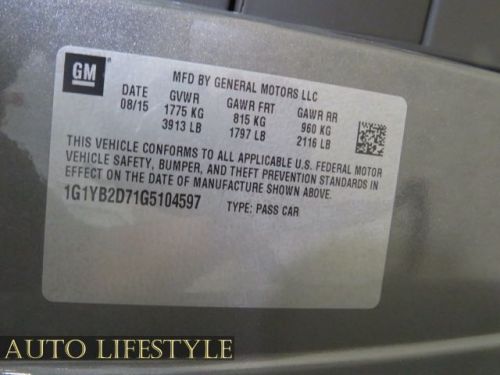 GM
MFD BY GENERAL MOTORS LLC
DATE GVWR GAWR FRT GAWR RR
08/15 1775 KG 815 KG 960 KG
3913 LB 1797 LB 2116 LB
THIS VEHICLE CONFORMS TO ALL APPLICABLE U.S. FEDERAL MOTOR
VEHICLE SAFETY, BUMPER, AND THEFT PREVENTION STANDARDS IN
EFFECT ON THE DATE OF MANUFACTURE SHOWN ABOVE.
1G1YB2D71G5104597 TYPE: PASS CAR
AUTO LIFESTYLE